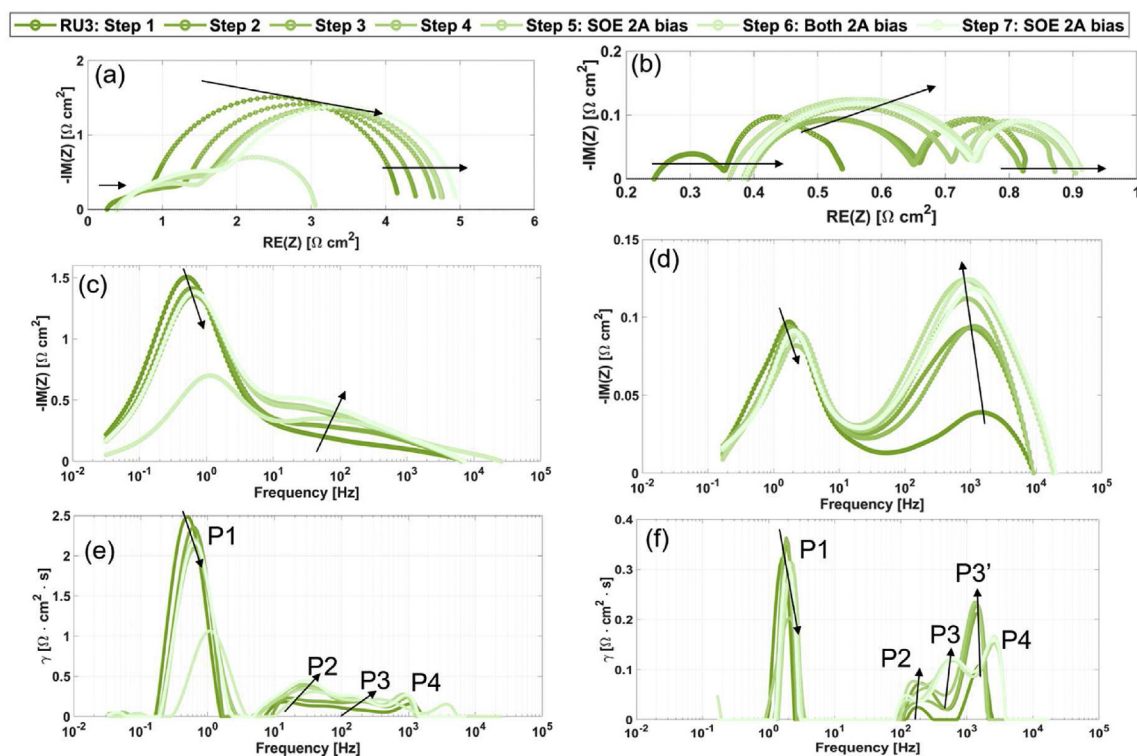 RU3: Step 1 Step 2 Step 3 Step 4 Step 5: SOE 2A bias Step 6: Both 2A bias Step 7: SOE 2A bias
(a)
-IM(Z) [Ω cm²]
2
1
0
0 1 2 3 4 5 6
RE(Z) [Ω cm²]
(b)
-IM(Z) [Ω cm²]
0.2
0.1
0
0.2 0.3 0.4 0.5 0.6 0.7 0.8 0.9 1
RE(Z) [Ω cm²]
(c)
-IM(Z) [Ω cm²]
1.5
1
0.5
0
10⁻² 10⁻¹ 10⁰ 10¹ 10² 10³ 10⁴ 10⁵
Frequency [Hz]
(d)
-IM(Z) [Ω cm²]
0.15
0.1
0.05
0
10⁻² 10⁻¹ 10⁰ 10¹ 10² 10³ 10⁴ 10⁵
Frequency [Hz]
(e)
γ [Ω · cm² · s]
2.5
2
1.5
1
0.5
0
P1
P2
P3
P4
10⁻² 10⁻¹ 10⁰ 10¹ 10² 10³ 10⁴ 10⁵
Frequency [Hz]
(f)
γ [Ω · cm² · s]
0.4
0.3
0.2
0.1
0
P1
P3'
P2
P3
P4
10⁻² 10⁻¹ 10⁰ 10¹ 10² 10³ 10⁴ 10⁵
Frequency [Hz]